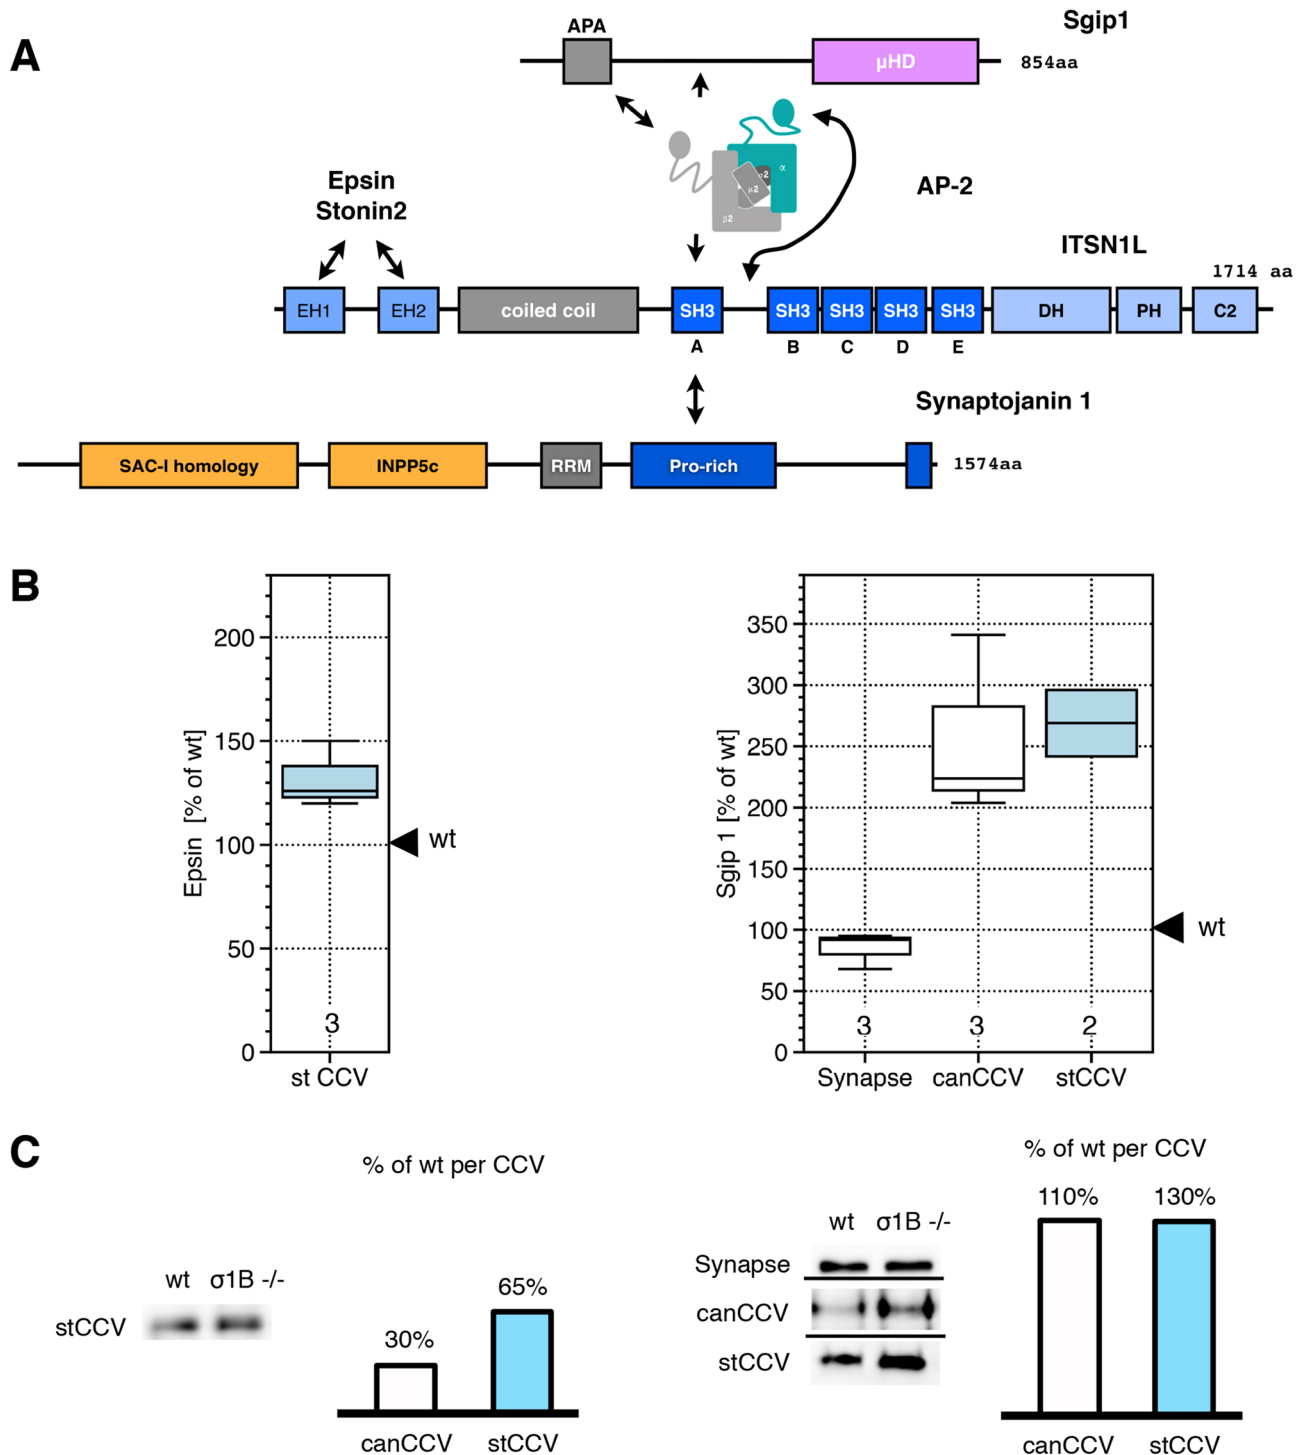 A
Sgip1
APA
μHD
854aa
α
σ2
μ2
β2
AP-2
Epsin
Stonin2
ITSN1L
1714 aa
EH1
EH2
coiled coil
SH3
SH3
SH3
SH3
SH3
DH
PH
C2
A
B
C
D
E
Synaptojanin 1
SAC-I homology
INPP5c
RRM
Pro-rich
1574aa
B
Epsin [% of wt]
200
150
100
50
0
wt
3
st CCV
Sgip 1 [% of wt]
350
300
250
200
150
100
50
0
wt
3
3
2
Synapse
canCCV
stCCV
C
% of wt per CCV
wt
σ1B -/-
stCCV
30%
65%
canCCV
stCCV
% of wt per CCV
wt
σ1B -/-
Synapse
canCCV
stCCV
110%
130%
canCCV
stCCV